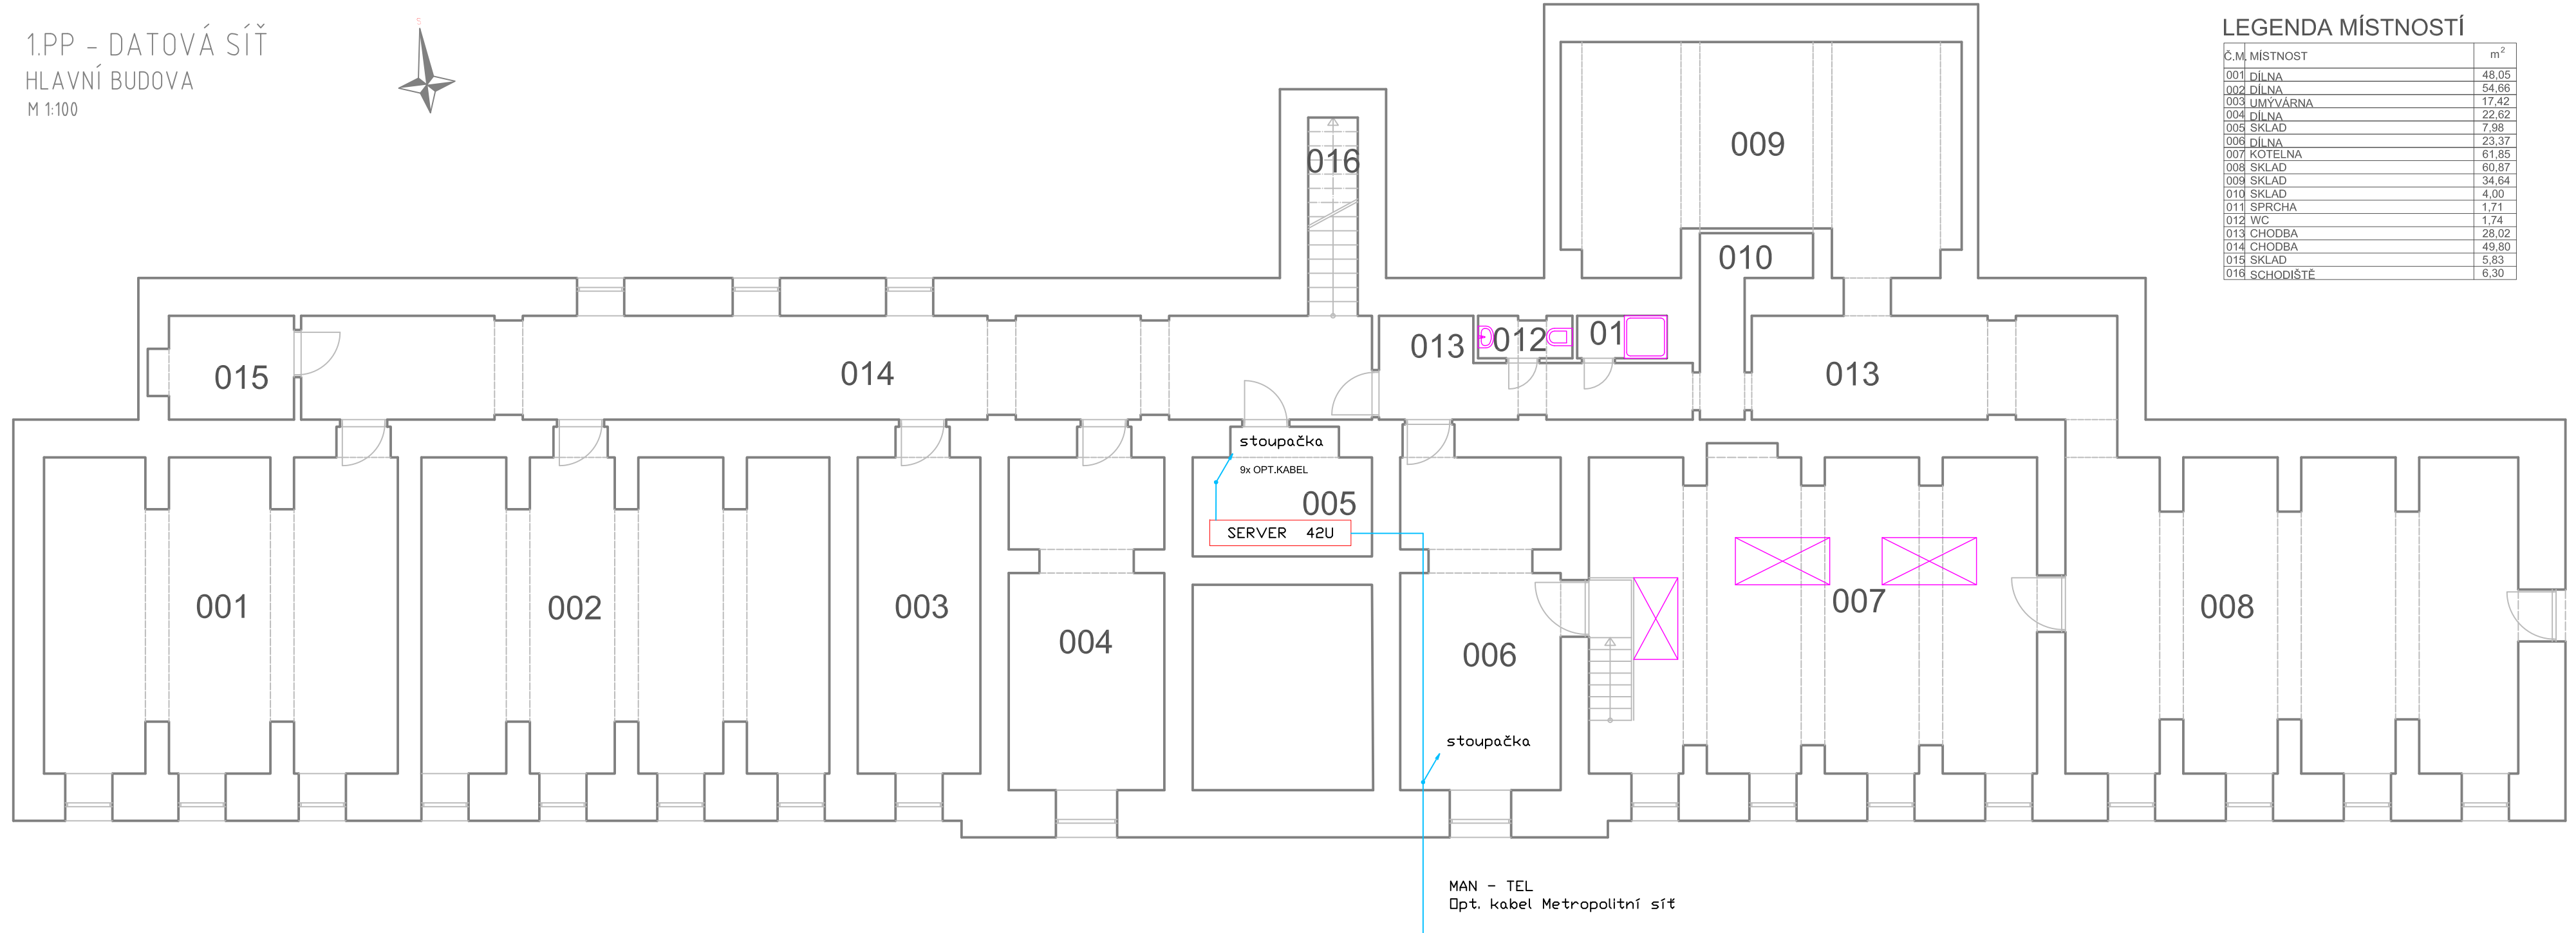 1.PP - DATOVÁ SÍŤ
HLAVNÍ BUDOVA
M 1:100
S
LEGENDA MÍSTNOSTÍ
Č.M. MÍSTNOST m²
001 DÍLNA 48,05
002 DÍLNA 54,66
003 UMÝVÁRNA 17,42
004 DÍLNA 22,62
005 SKLAD 7,98
006 DÍLNA 23,37
007 KOTELNA 61,85
008 SKLAD 60,87
009 SKLAD 34,64
010 SKLAD 4,00
011 SPRCHA 1,71
012 WC 1,74
013 CHODBA 28,02
014 CHODBA 49,80
015 SKLAD 5,83
016 SCHODIŠTĚ 6,30
009
016
010
015
014
013
012
01
013
stoupačka
9x OPT.KABEL
005
SERVER 42U
001
002
003
004
006
007
008
stoupačka
MAN - TEL
Opt. kabel Metropolitní síť